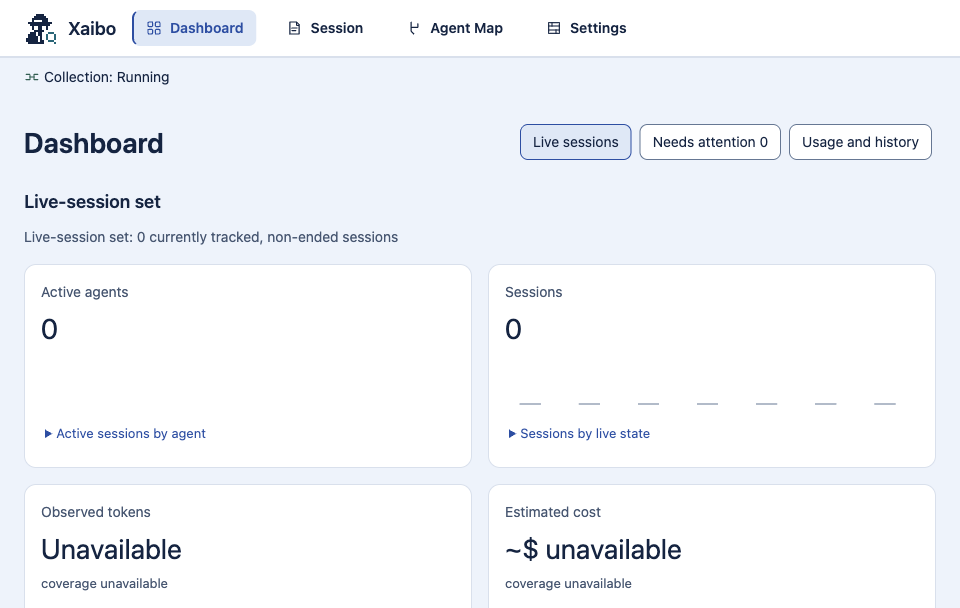 Xaibo
Dashboard
Session
Agent Map
Settings
Collection: Running
Dashboard
Live sessions
Needs attention 0
Usage and history
Live-session set
Live-session set: 0 currently tracked, non-ended sessions
Active agents
0
Active sessions by agent
Sessions
0
Sessions by live state
Observed tokens
Unavailable
coverage unavailable
Estimated cost
~$ unavailable
coverage unavailable